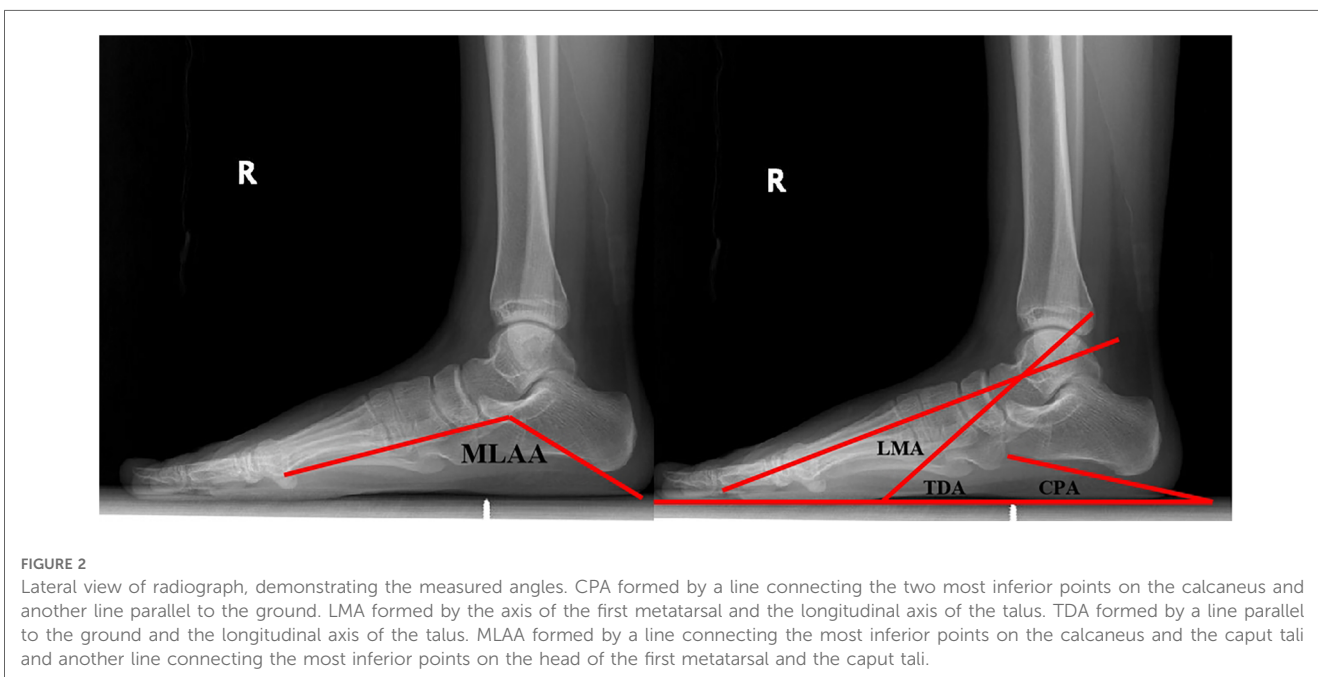 R
R
MLAA
LMA
TDA
CPA
FIGURE 2
Lateral view of radiograph, demonstrating the measured angles. CPA formed by a line connecting the two most inferior points on the calcaneus and
another line parallel to the ground. LMA formed by the axis of the first metatarsal and the longitudinal axis of the talus. TDA formed by a line parallel
to the ground and the longitudinal axis of the talus. MLAA formed by a line connecting the most inferior points on the calcaneus and the caput tali
and another line connecting the most inferior points on the head of the first metatarsal and the caput tali.